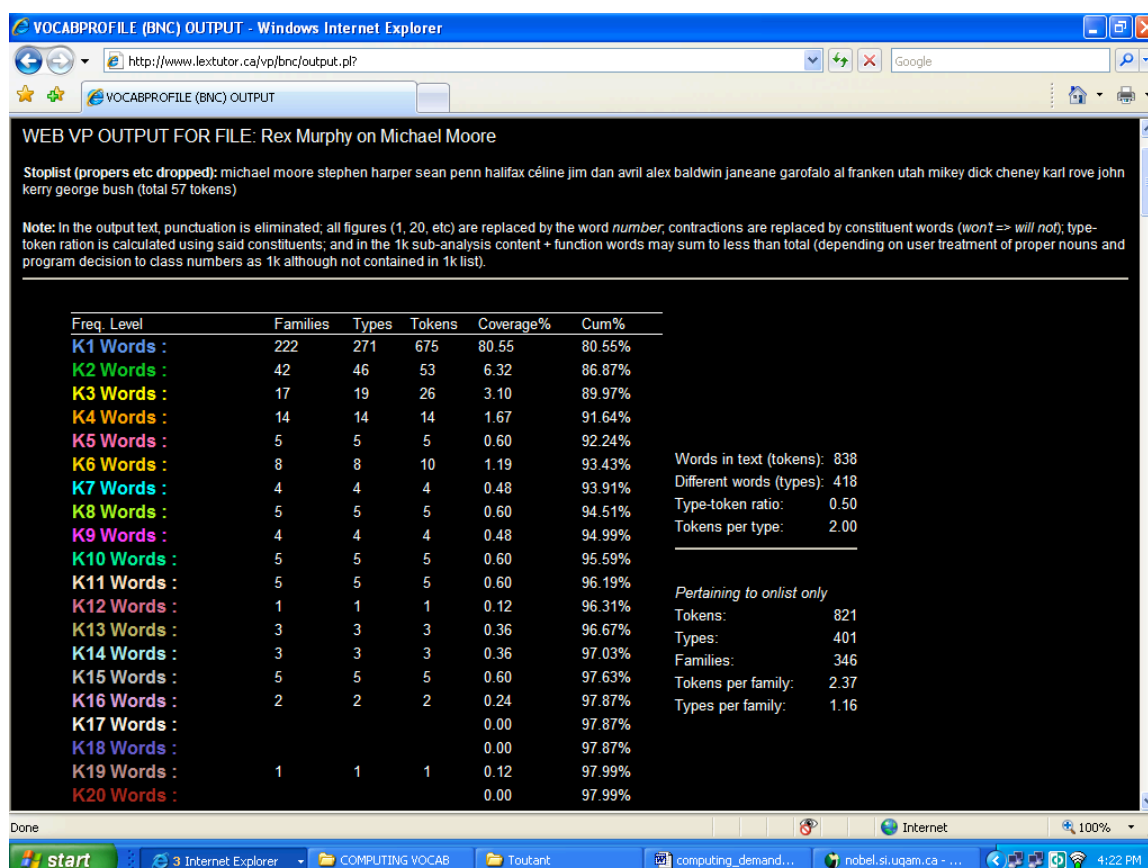 VOCABPROFILE (BNC) OUTPUT - Windows Internet Explorer
http://www.lextutor.ca/vp/bnc/output.pl?
Google
VOCABPROFILE (BNC) OUTPUT
WEB VP OUTPUT FOR FILE: Rex Murphy on Michael Moore
Stoplist (propers etc dropped): michael moore stephen harper sean penn halifax céline jim dan avril alex baldwin janeane garofalo al franken utah mikey dick cheney karl rove john
kerry george bush (total 57 tokens)
Note: In the output text, punctuation is eliminated; all figures (1, 20, etc) are replaced by the word number; contractions are replaced by constituent words (won't => will not); type-
token ration is calculated using said constituents; and in the 1k sub-analysis content + function words may sum to less than total (depending on user treatment of proper nouns and
program decision to class numbers as 1k although not contained in 1k list).
Freq. Level Families Types Tokens Coverage% Cum%
K1 Words : 222 271 675 80.55 80.55%
K2 Words : 42 46 53 6.32 86.87%
K3 Words : 17 19 26 3.10 89.97%
K4 Words : 14 14 14 1.67 91.64%
K5 Words : 5 5 5 0.60 92.24%
K6 Words : 8 8 10 1.19 93.43%
K7 Words : 4 4 4 0.48 93.91%
K8 Words : 5 5 5 0.60 94.51%
K9 Words : 4 4 4 0.48 94.99%
K10 Words : 5 5 5 0.60 95.59%
K11 Words : 5 5 5 0.60 96.19%
K12 Words : 1 1 1 0.12 96.31%
K13 Words : 3 3 3 0.36 96.67%
K14 Words : 3 3 3 0.36 97.03%
K15 Words : 5 5 5 0.60 97.63%
K16 Words : 2 2 2 0.24 97.87%
K17 Words : 0.00 97.87%
K18 Words : 0.00 97.87%
K19 Words : 1 1 1 0.12 97.99%
K20 Words : 0.00 97.99%
Words in text (tokens): 838
Different words (types): 418
Type-token ratio: 0.50
Tokens per type: 2.00
Pertaining to onlist only
Tokens: 821
Types: 401
Families: 346
Tokens per family: 2.37
Types per family: 1.16
Done Internet 100%
start 3 Internet Explorer COMPUTING VOCAB Toutant computing_demand... nobel.si.uqam.ca - ... 4:22 PM